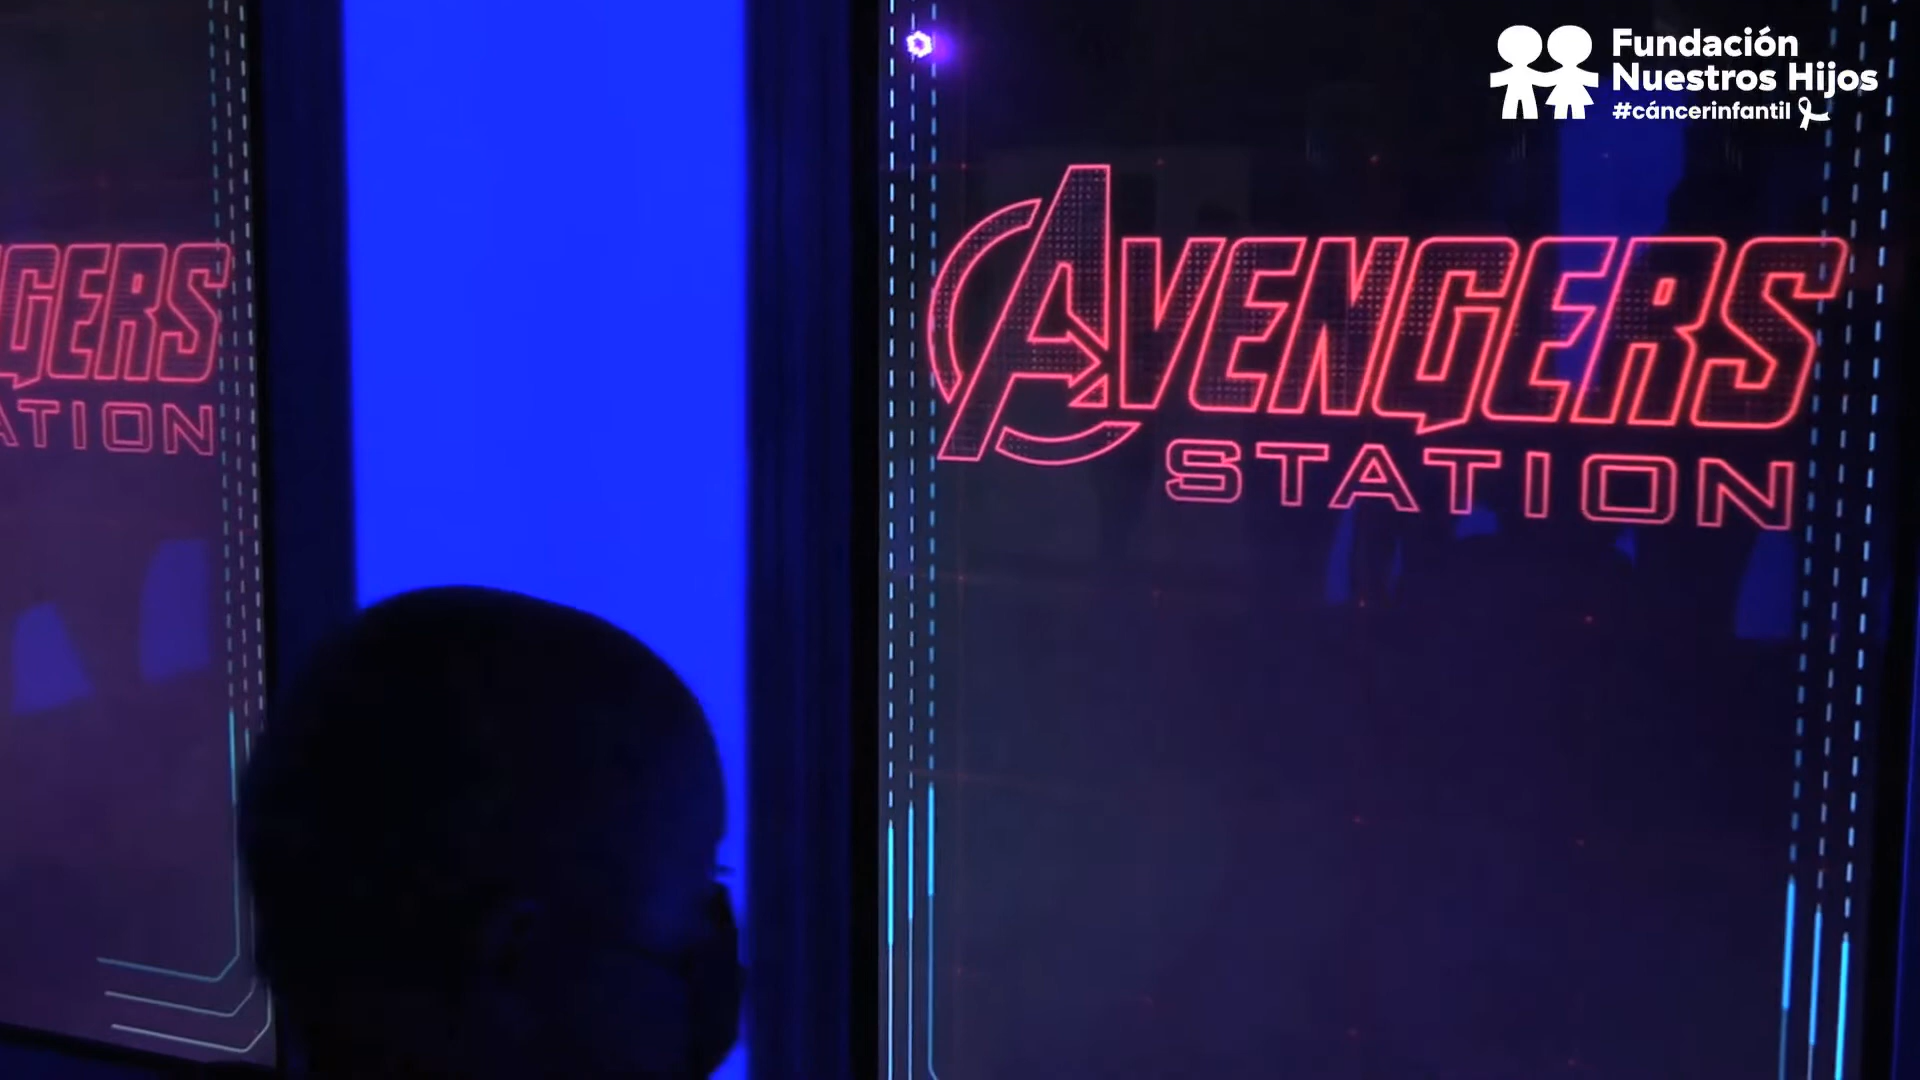 Fundación
Nuestros Hijos
#cáncerinfantil
AVENGERS
STATION
GERS
ATION